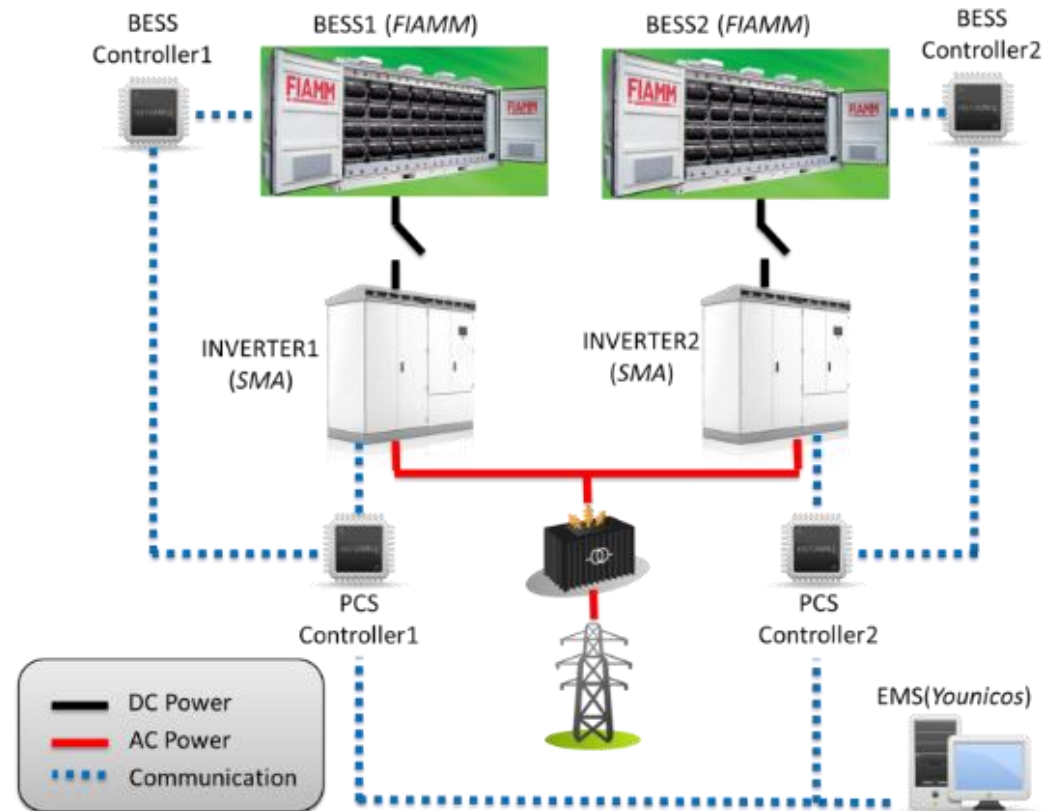 BESS
Controller1
BESS1 (FIAMM)
BESS2 (FIAMM)
BESS
Controller2
FIAMM
FIAMM
FIAMM
FIAMM
INVERTER1
(SMA)
INVERTER2
(SMA)
PCS
Controller1
PCS
Controller2
EMS(Younicos)
DC Power
AC Power
Communication